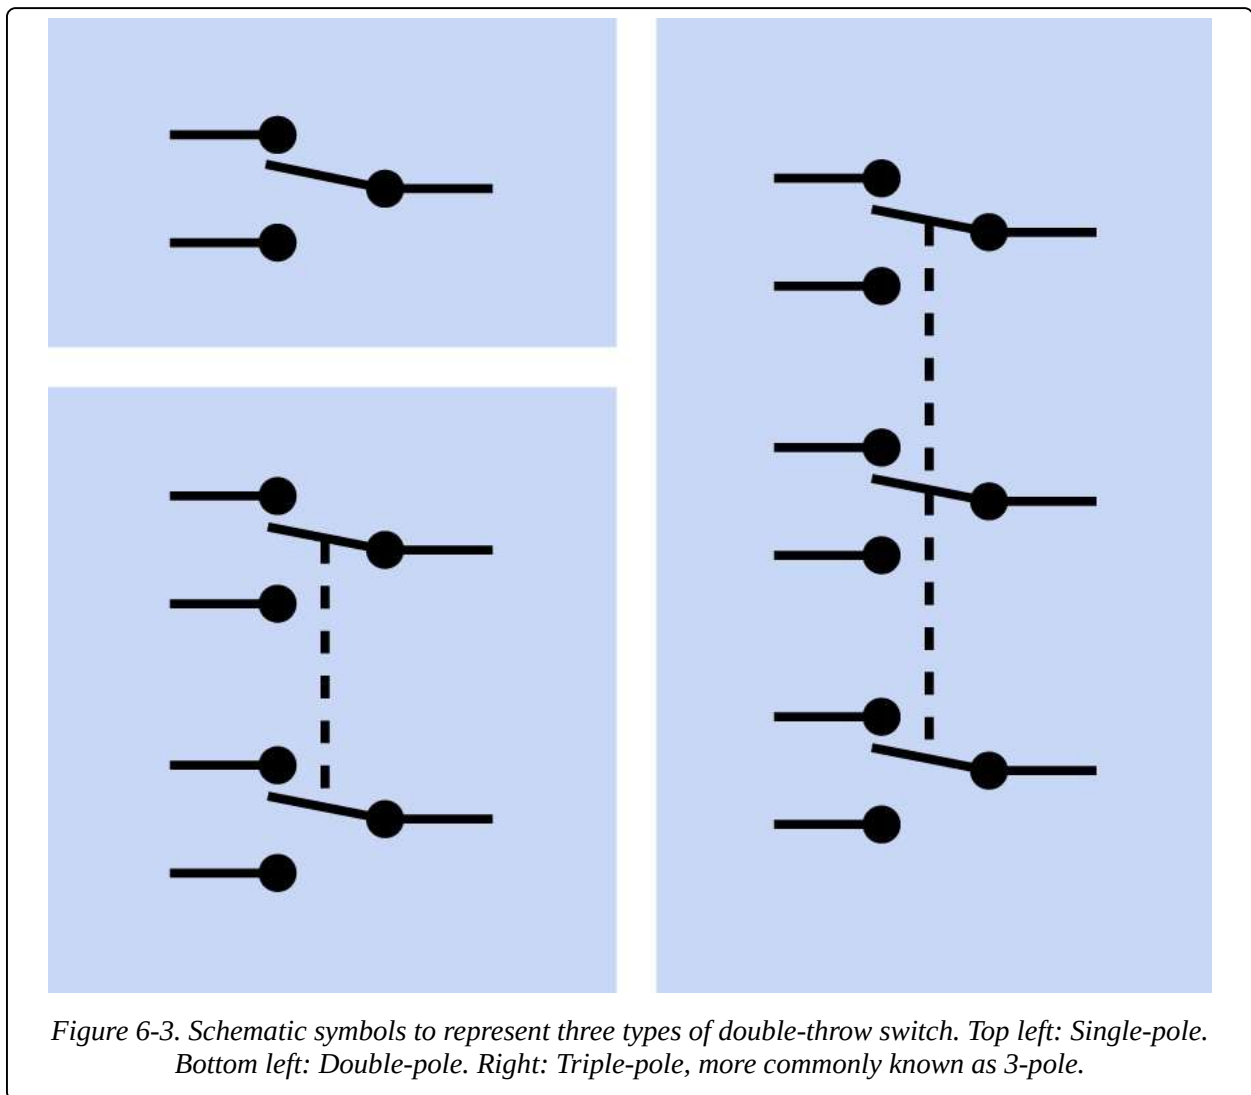 Figure 6-3. Schematic symbols to represent three types of double-throw switch. Top left: Single-pole.
Bottom left: Double-pole. Right: Triple-pole, more commonly known as 3-pole.